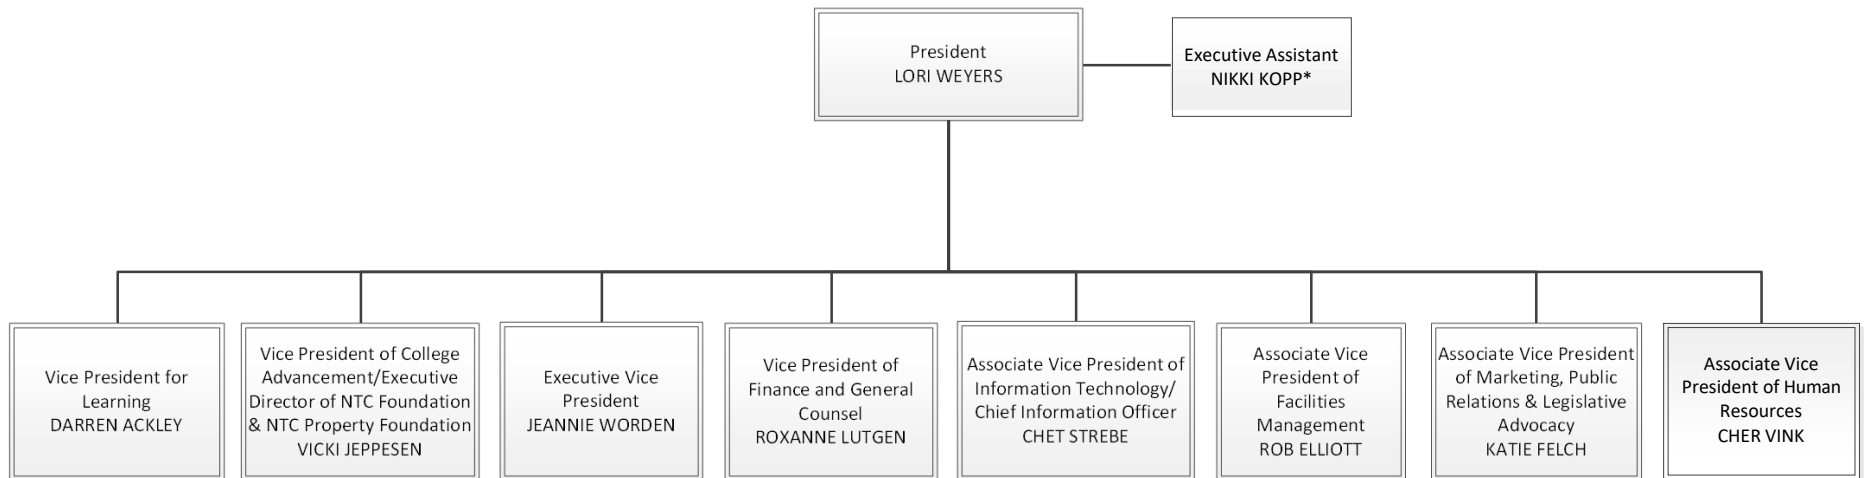 President
LORI WEYERS
Executive Assistant
NIKKI KOPP*
Vice President for
Learning
DARREN ACKLEY
Vice President of College
Advancement/Executive
Director of NTC Foundation
& NTC Property Foundation
VICKI JEPPESEN
Executive Vice
President
JEANNIE WORDEN
Vice President of
Finance and General
Counsel
ROXANNE LUTGEN
Associate Vice President of
Information Technology/
Chief Information Officer
CHET STREBE
Associate Vice
President of
Facilities
Management
ROB ELLIOTT
Associate Vice President
of Marketing, Public
Relations & Legislative
Advocacy
KATIE FELCH
Associate Vice
President of Human
Resources
CHER VINK